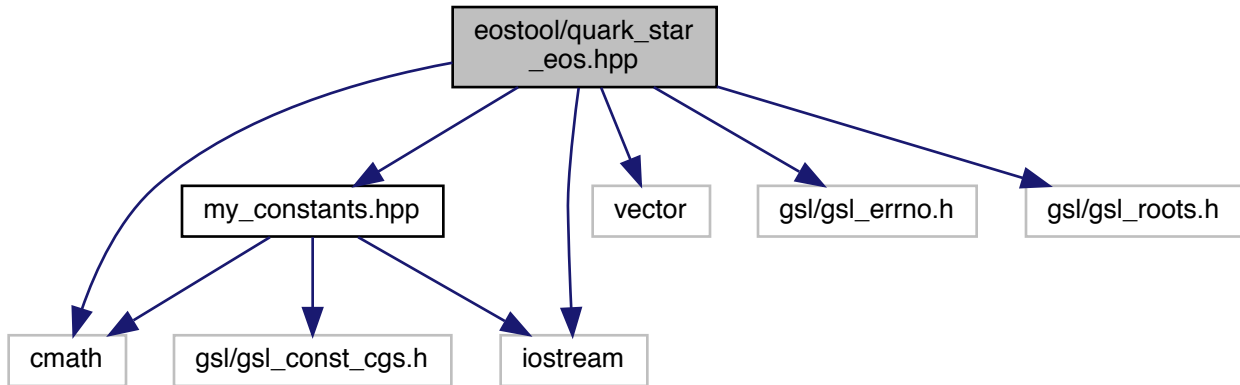 eostool/quark_star
_eos.hpp
my_constants.hpp
vector
gsl/gsl_errno.h
gsl/gsl_roots.h
cmath
gsl/gsl_const_cgs.h
iostream